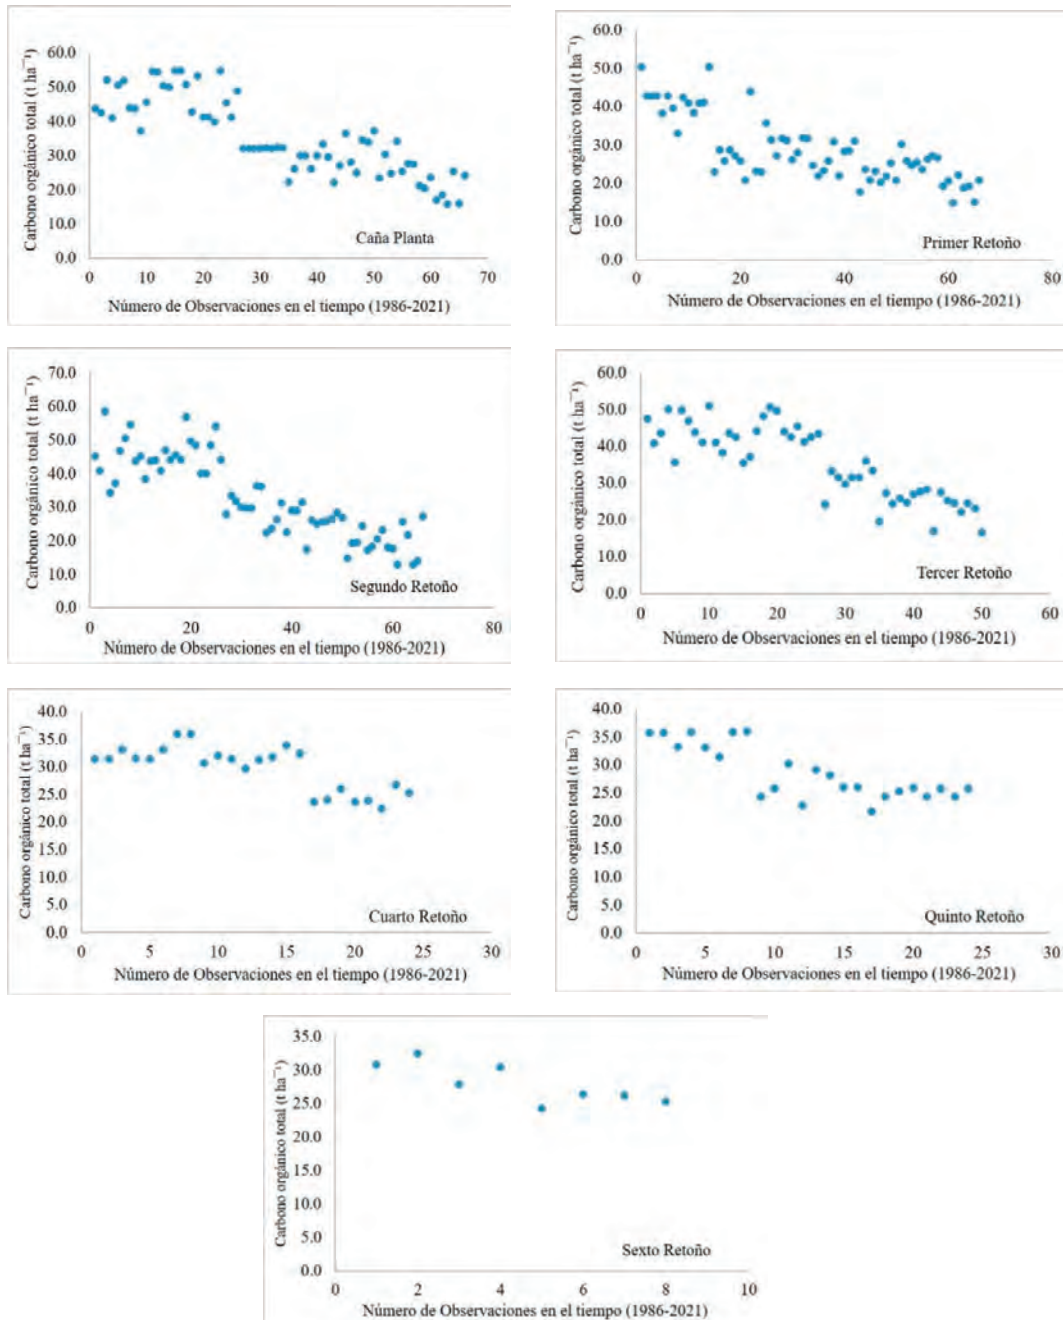 Carbono orgánico total (t ha⁻¹)
60.0
50.0
40.0
30.0
20.0
10.0
0.0
Caña Planta
0 10 20 30 40 50 60 70
Número de Observaciones en el tiempo (1986-2021)
Carbono orgánico total (t ha⁻¹)
60.0
50.0
40.0
30.0
20.0
10.0
0.0
Primer Retoño
0 20 40 60 80
Número de Observaciones en el tiempo (1986-2021)
Carbono orgánico total (t ha⁻¹)
70.0
60.0
50.0
40.0
30.0
20.0
10.0
0.0
Segundo Retoño
0 20 40 60 80
Número de Observaciones en el tiempo (1986-2021)
Carbono orgánico total (t ha⁻¹)
60.0
50.0
40.0
30.0
20.0
10.0
0.0
Tercer Retoño
0 10 20 30 40 50 60
Número de Observaciones en el tiempo (1986-2021)
Carbono orgánico total (t ha⁻¹)
40.0
35.0
30.0
25.0
20.0
15.0
10.0
5.0
0.0
Cuarto Retoño
0 5 10 15 20 25 30
Número de Observaciones en el tiempo (1986-2021)
Carbono orgánico total (t ha⁻¹)
40.0
35.0
30.0
25.0
20.0
15.0
10.0
5.0
0.0
Quinto Retoño
0 5 10 15 20 25 30
Número de Observaciones en el tiempo (1986-2021)
Carbono orgánico total (t ha⁻¹)
35.0
30.0
25.0
20.0
15.0
10.0
5.0
0.0
Sexto Retoño
0 2 4 6 8 10
Número de Observaciones en el tiempo (1986-2021)